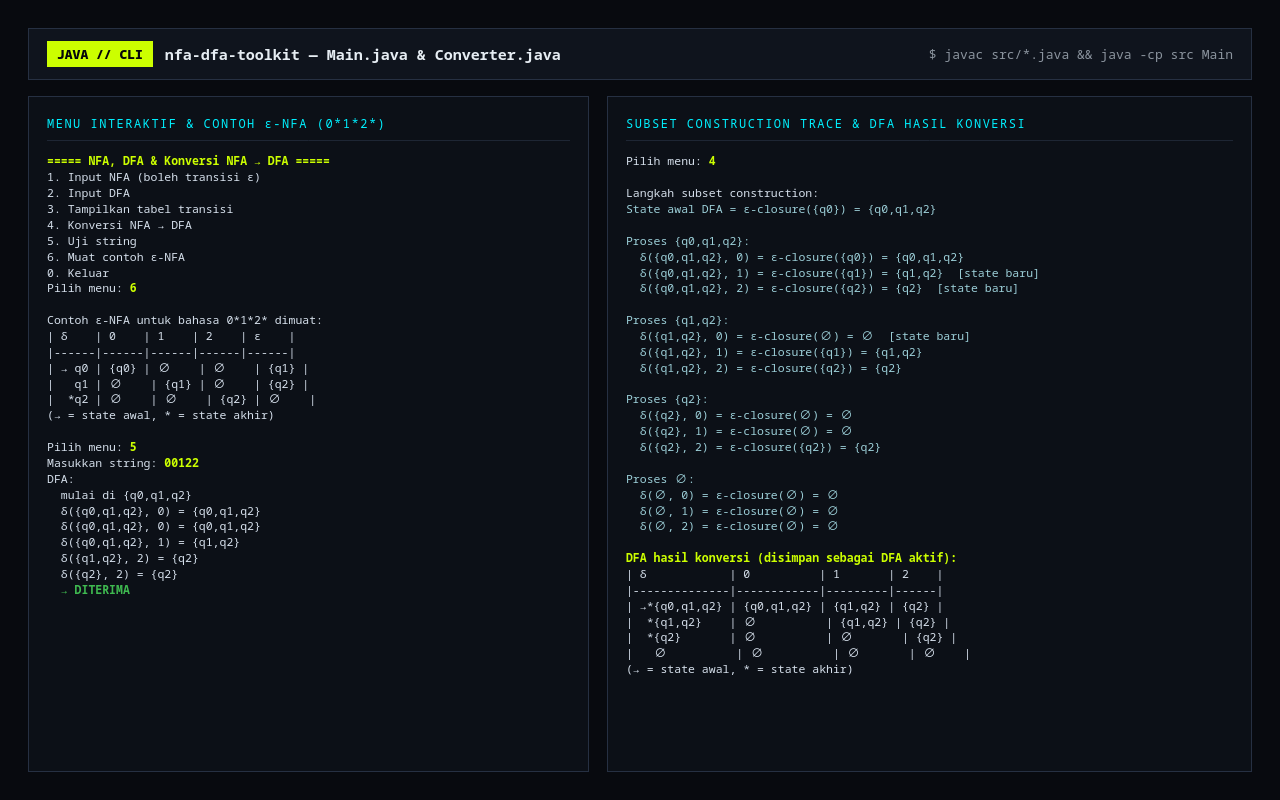 JAVA // CLI
nfa-dfa-toolkit — Main.java & Converter.java
$ javac src/*.java && java -cp src Main
MENU INTERAKTIF & CONTOH ε-NFA (0*1*2*)
===== NFA, DFA & Konversi NFA → DFA =====
1. Input NFA (boleh transisi ε)
2. Input DFA
3. Tampilkan tabel transisi
4. Konversi NFA → DFA
5. Uji string
6. Muat contoh ε-NFA
0. Keluar
Pilih menu: 6
Contoh ε-NFA untuk bahasa 0*1*2* dimuat:
| δ    | 0    | 1    | 2    | ε    |
|------|------|------|------|------|
| → q0 | {q0} | ∅    | ∅    | {q1} |
|   q1 | ∅    | {q1} | ∅    | {q2} |
|  *q2 | ∅    | ∅    | {q2} | ∅    |
(→ = state awal, * = state akhir)
Pilih menu: 5
Masukkan string: 00122
DFA:
  mulai di {q0,q1,q2}
  δ({q0,q1,q2}, 0) = {q0,q1,q2}
  δ({q0,q1,q2}, 0) = {q0,q1,q2}
  δ({q0,q1,q2}, 1) = {q1,q2}
  δ({q1,q2}, 2) = {q2}
  δ({q2}, 2) = {q2}
  → DITERIMA
SUBSET CONSTRUCTION TRACE & DFA HASIL KONVERSI
Pilih menu: 4
Langkah subset construction:
State awal DFA = ε-closure({q0}) = {q0,q1,q2}
Proses {q0,q1,q2}:
  δ({q0,q1,q2}, 0) = ε-closure({q0}) = {q0,q1,q2}
  δ({q0,q1,q2}, 1) = ε-closure({q1}) = {q1,q2}  [state baru]
  δ({q0,q1,q2}, 2) = ε-closure({q2}) = {q2}  [state baru]
Proses {q1,q2}:
  δ({q1,q2}, 0) = ε-closure(∅) = ∅  [state baru]
  δ({q1,q2}, 1) = ε-closure({q1}) = {q1,q2}
  δ({q1,q2}, 2) = ε-closure({q2}) = {q2}
Proses {q2}:
  δ({q2}, 0) = ε-closure(∅) = ∅
  δ({q2}, 1) = ε-closure(∅) = ∅
  δ({q2}, 2) = ε-closure({q2}) = {q2}
Proses ∅:
  δ(∅, 0) = ε-closure(∅) = ∅
  δ(∅, 1) = ε-closure(∅) = ∅
  δ(∅, 2) = ε-closure(∅) = ∅
DFA hasil konversi (disimpan sebagai DFA aktif):
| δ            | 0          | 1       | 2    |
|--------------|------------|---------|------|
| →*{q0,q1,q2} | {q0,q1,q2} | {q1,q2} | {q2} |
|  *{q1,q2}    | ∅          | {q1,q2} | {q2} |
|  *{q2}       | ∅          | ∅       | {q2} |
|   ∅          | ∅          | ∅       | ∅    |
(→ = state awal, * = state akhir)